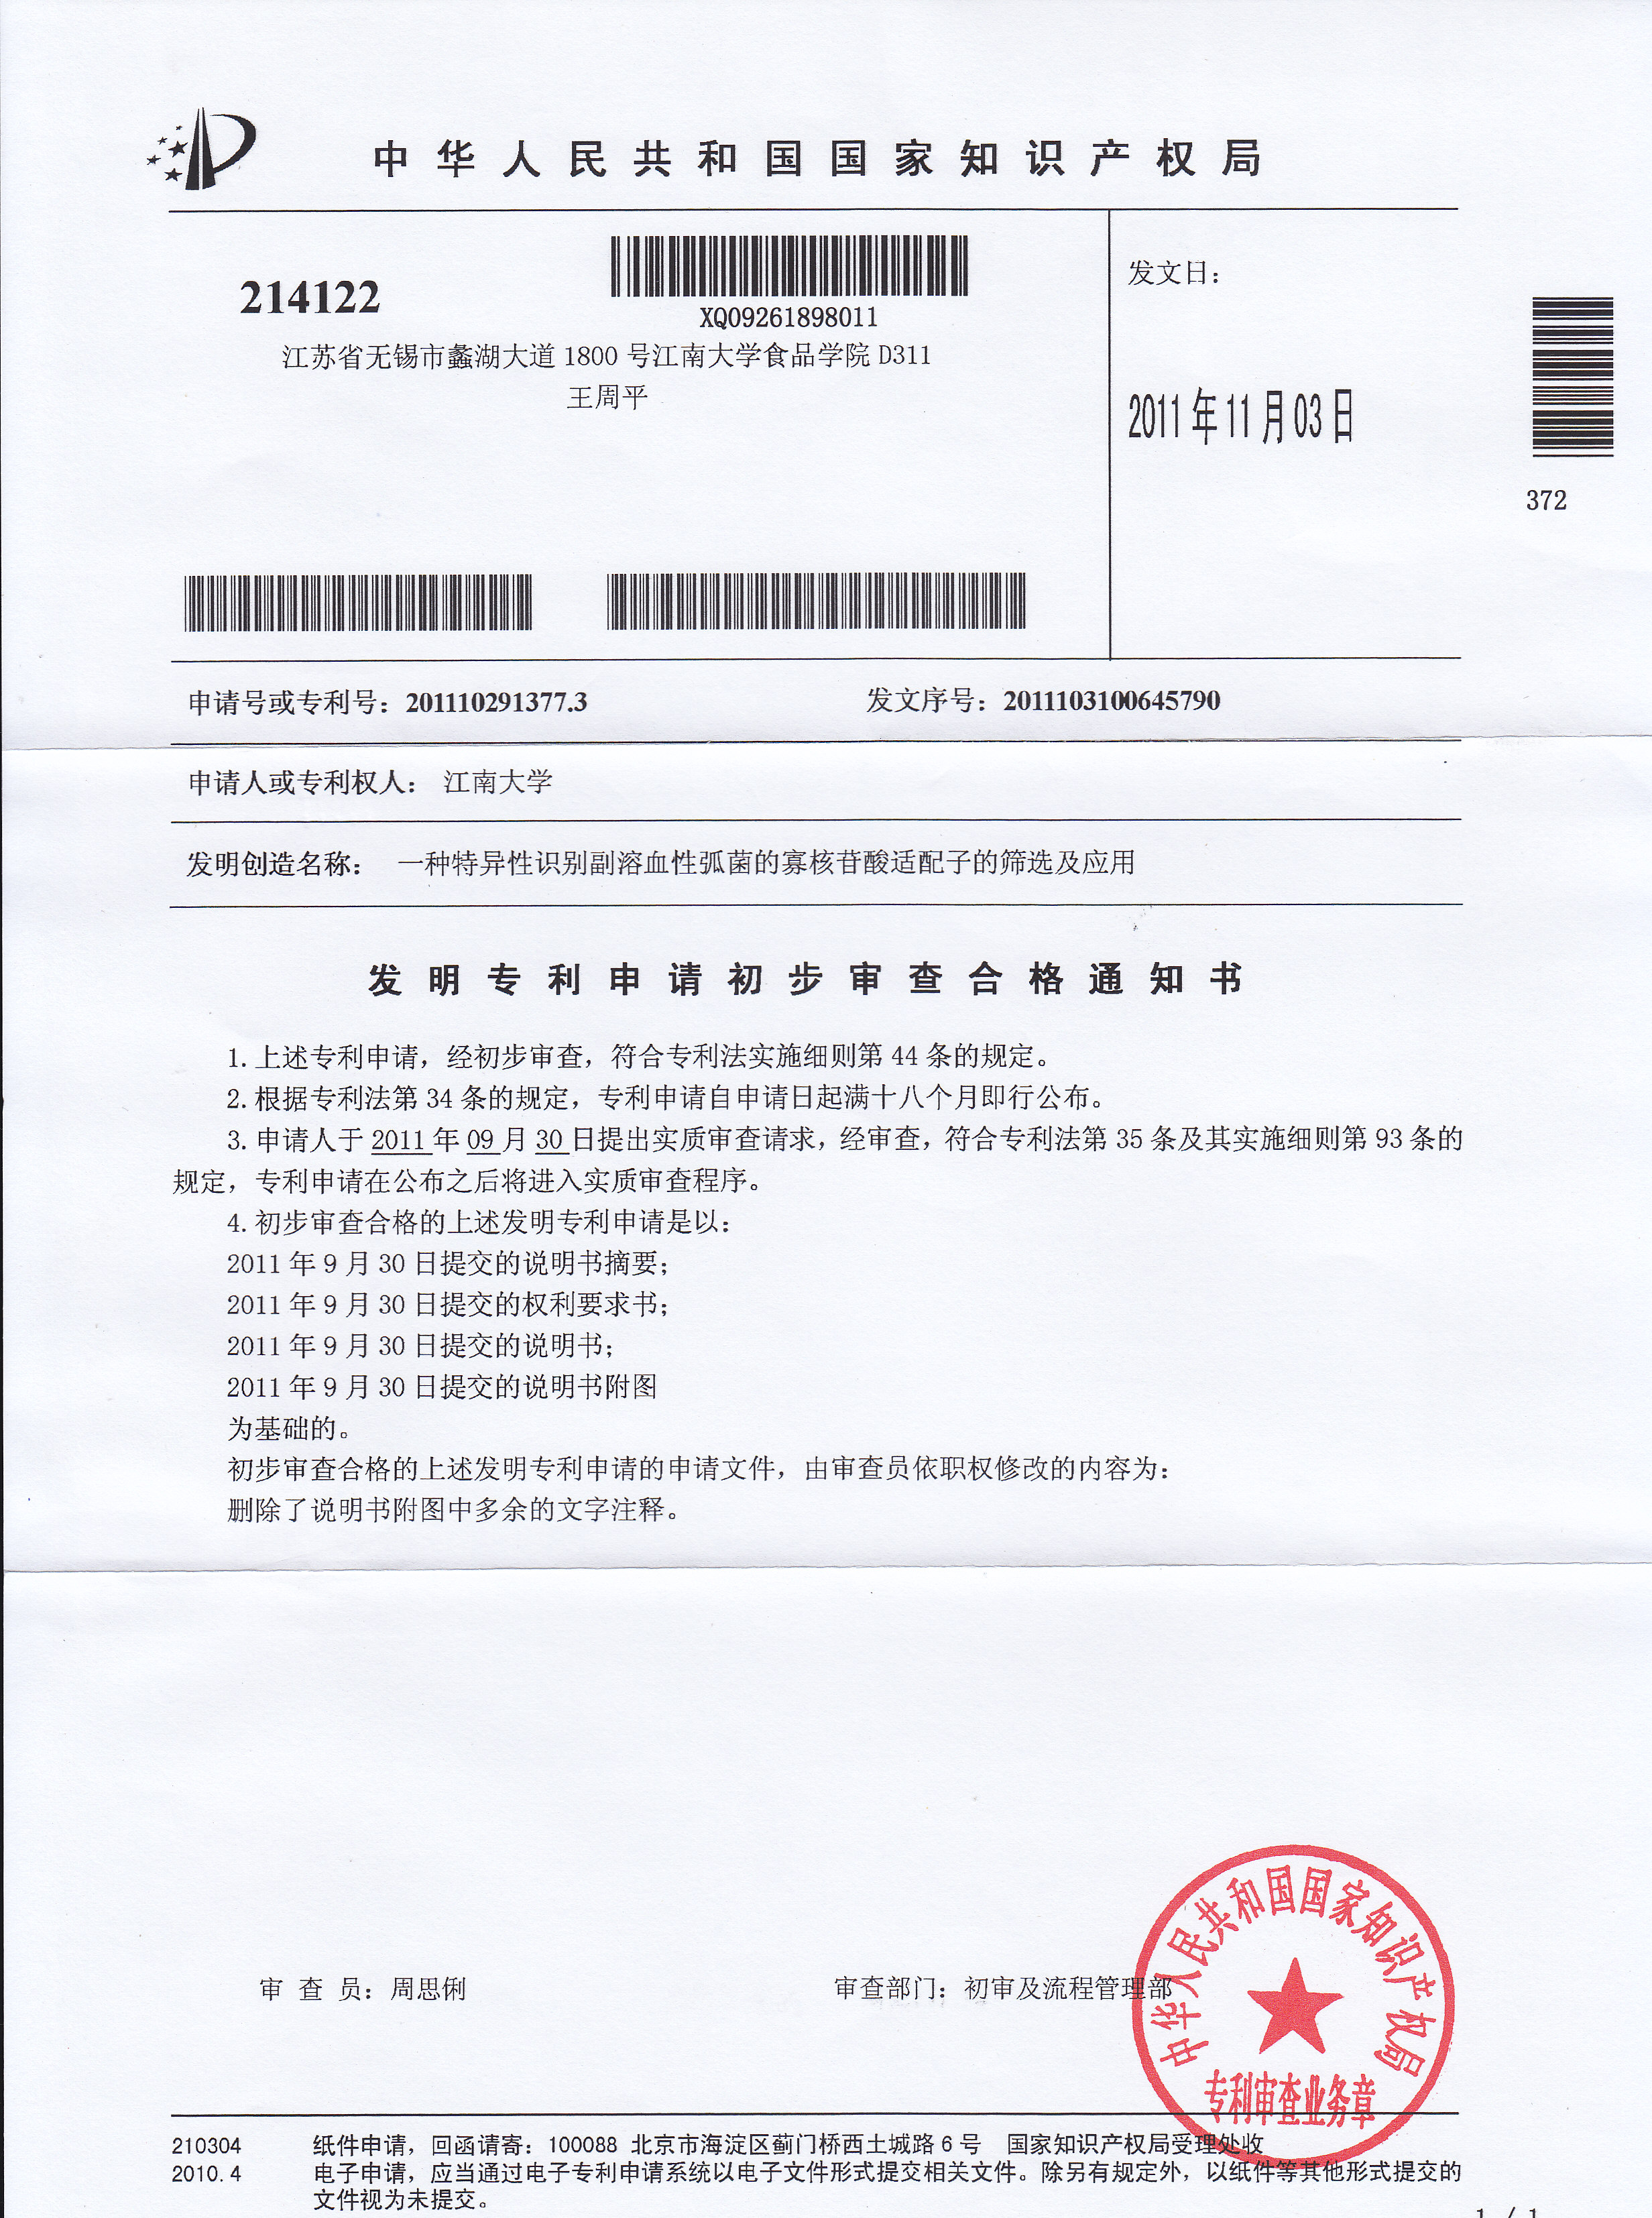 中华人民共和国国家知识产权局
214122
XQ09261898011
江苏省无锡市蠡湖大道 1800 号江南大学食品学院 D311
王周平
发文日：
2011 年 11 月 03 日
372
申请号或专利号：201110291377.3
发文序号：2011103100645790
申请人或专利权人： 江南大学
发明创造名称： 一种特异性识别副溶血性弧菌的寡核苷酸适配子的筛选及应用
发明专利申请初步审查合格通知书
1. 上述专利申请，经初步审查，符合专利法实施细则第 44 条的规定。
2. 根据专利法第 34 条的规定，专利申请自申请日起满十八个月即行公布。
3. 申请人于 2011 年 09 月 30 日提出实质审查请求，经审查，符合专利法第 35 条及其实施细则第 93 条的
规定，专利申请在公布之后将进入实质审查程序。
4. 初步审查合格的上述发明专利申请是以：
2011 年 9 月 30 日提交的说明书摘要；
2011 年 9 月 30 日提交的权利要求书；
2011 年 9 月 30 日提交的说明书；
2011 年 9 月 30 日提交的说明书附图
为基础的。
初步审查合格的上述发明专利申请的申请文件，由审查员依职权修改的内容为：
删除了说明书附图中多余的文字注释。
审 查 员：周思俐
审查部门：初审及流程管理部
中华人民共和国国家知识产权局
专利审查业务章
210304
纸件申请，回函请寄：100088 北京市海淀区蓟门桥西土城路 6 号 国家知识产权局受理处收
2010.4
电子申请，应当通过电子专利申请系统以电子文件形式提交相关文件。除另有规定外，以纸件等其他形式提交的
文件视为未提交。
1 / 1